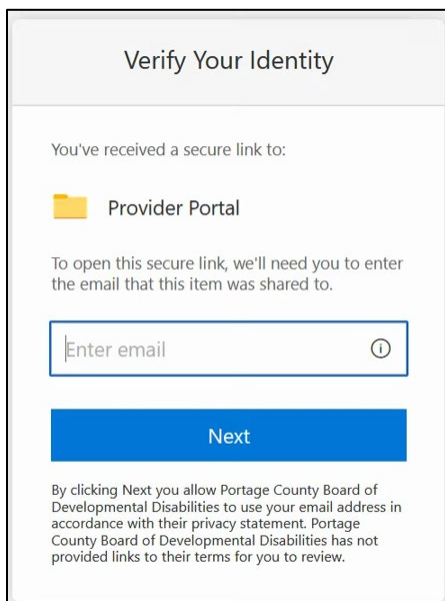 Verify Your Identity
You've received a secure link to:
Provider Portal
To open this secure link, we'll need you to enter
the email that this item was shared to.
Enter email
Next
By clicking Next you allow Portage County Board of
Developmental Disabilities to use your email address in
accordance with their privacy statement. Portage
County Board of Developmental Disabilities has not
provided links to their terms for you to review.